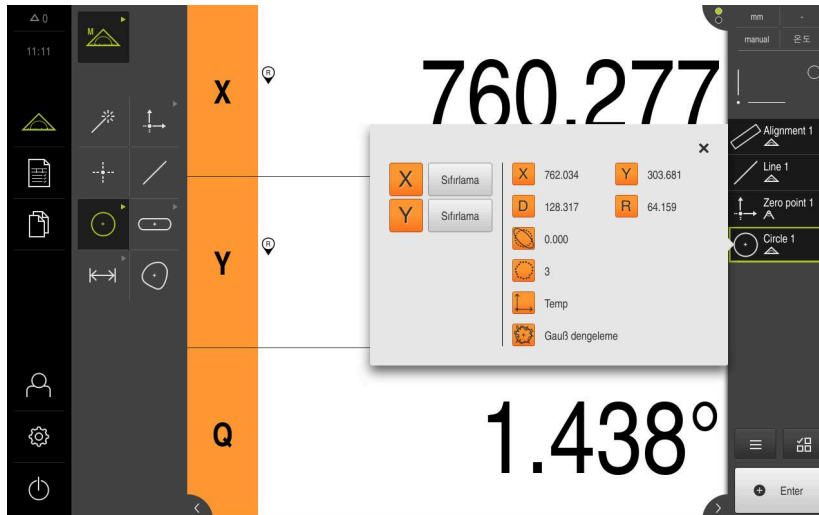 0
11:11
M
X
R
760.277
Y
R
Q
1.438°
X Sıfırlama
Y Sıfırlama
X 762.034 Y 303.681
D 128.317 R 64.159
0.000
3
Temp
Gauß dengeleme
mm -
manual 온도
Alignment 1
Line 1
Zero point 1
Circle 1
Enter